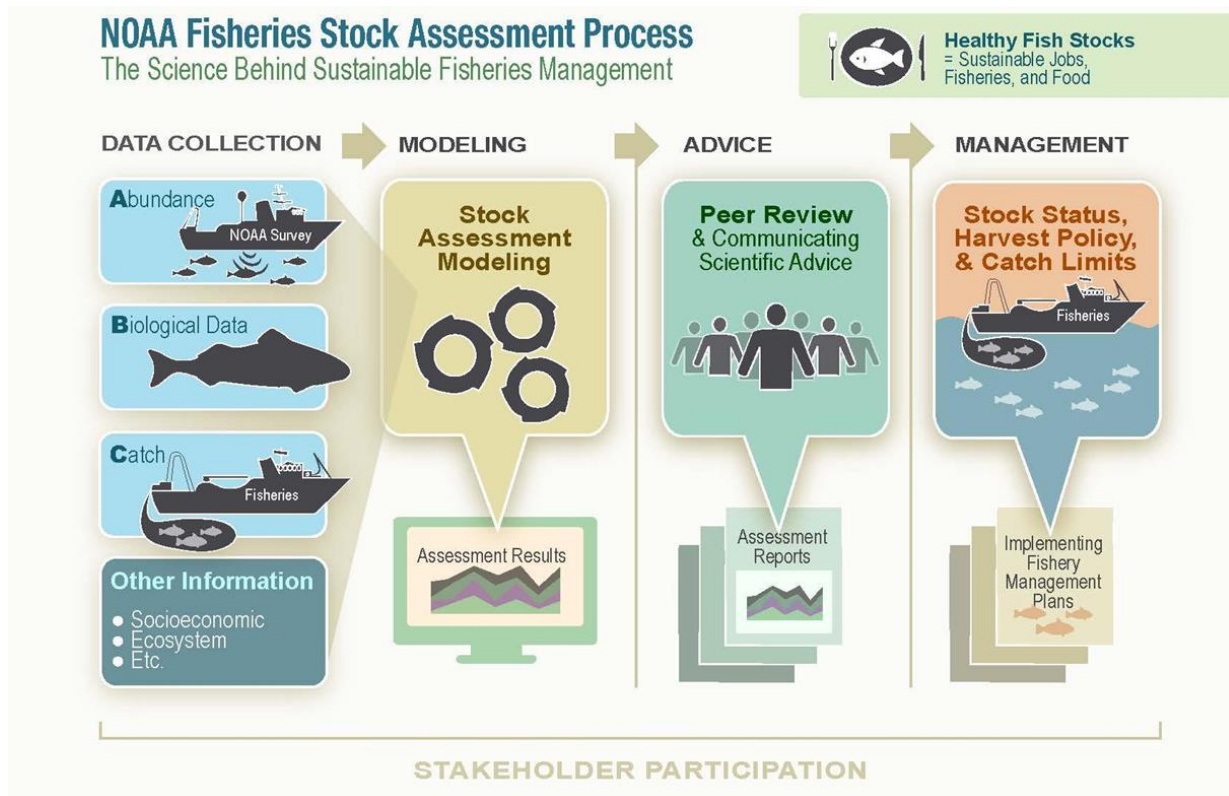 NOAA Fisheries Stock Assessment Process
The Science Behind Sustainable Fisheries Management
Healthy Fish Stocks
= Sustainable Jobs,
Fisheries, and Food
DATA COLLECTION
MODELING
ADVICE
MANAGEMENT
Abundance
NOAA Survey
Biological Data
Catch
Fisheries
Other Information
● Socioeconomic
● Ecosystem
● Etc.
Stock
Assessment
Modeling
Assessment Results
Peer Review
& Communicating
Scientific Advice
Assessment
Reports
Stock Status,
Harvest Policy,
& Catch Limits
Fisheries
Implementing
Fishery
Management
Plans
STAKEHOLDER PARTICIPATION